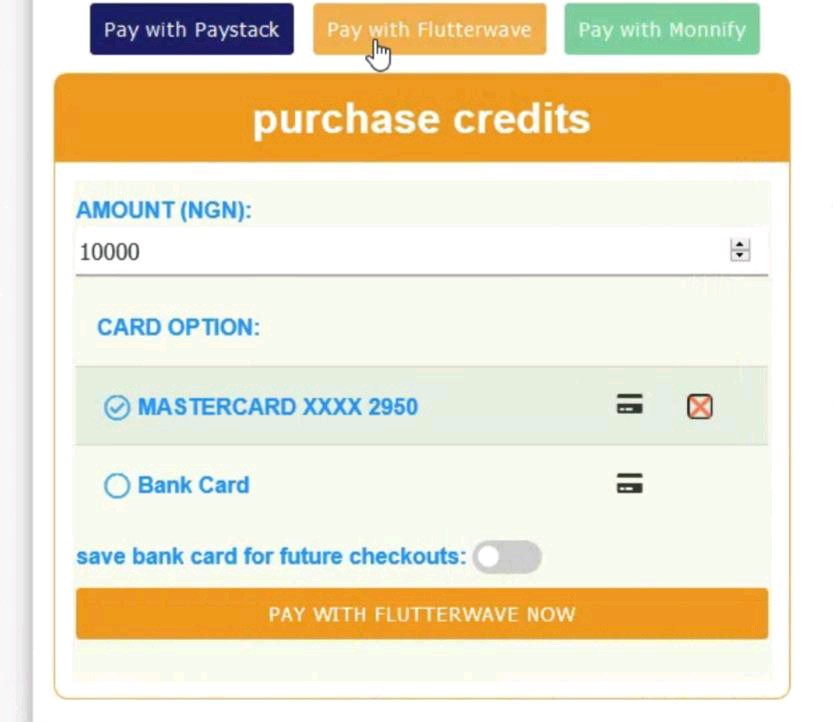 Pay with Paystack Pay with Flutterwave Pay with Monnify
purchase credits
AMOUNT (NGN):
10000
CARD OPTION:
MASTERCARD XXXX 2950
Bank Card
save bank card for future checkouts:
PAY WITH FLUTTERWAVE NOW